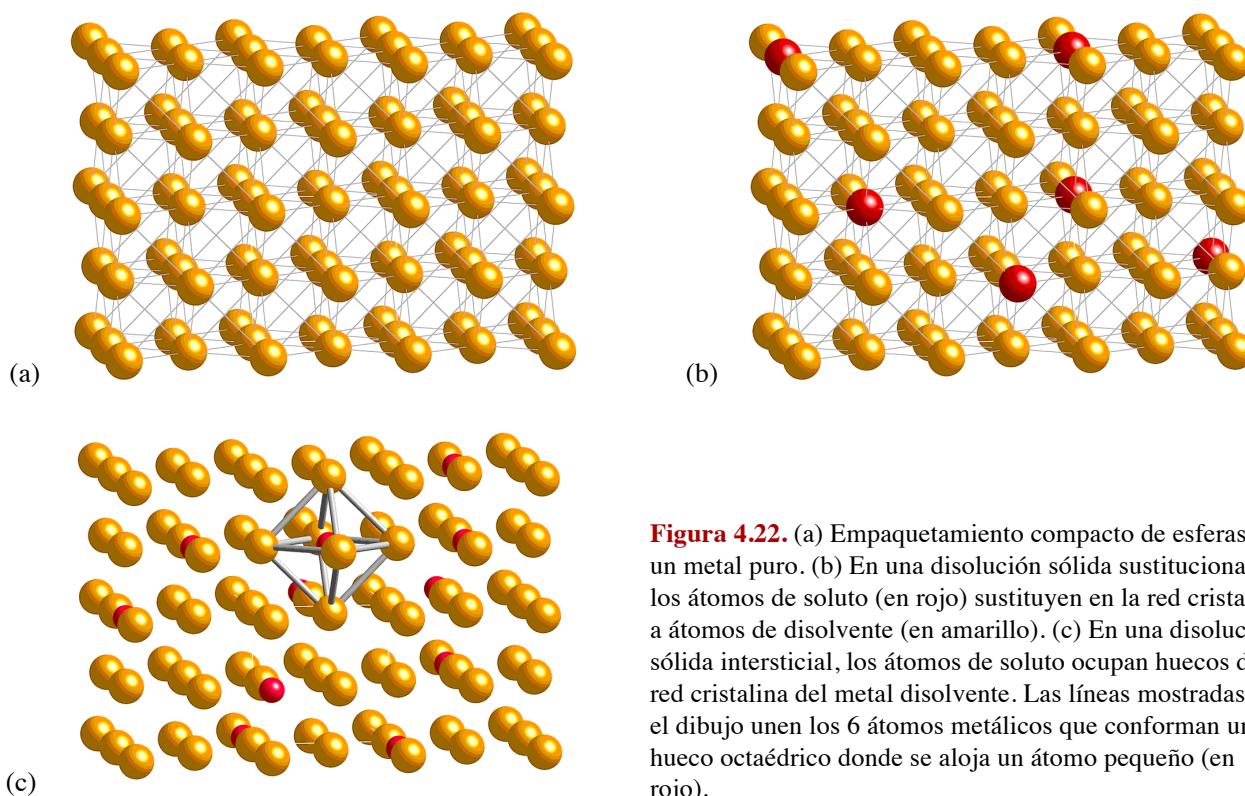 (a)
(b)
(c)
Figura 4.22. (a) Empaquetamiento compacto de esferas
un metal puro. (b) En una disolución sólida sustituciona
los átomos de soluto (en rojo) sustituyen en la red crista
a átomos de disolvente (en amarillo). (c) En una disoluc
sólida intersticial, los átomos de soluto ocupan huecos d
red cristalina del metal disolvente. Las líneas mostradas
el dibujo unen los 6 átomos metálicos que conforman un
hueco octaédrico donde se aloja un átomo pequeño (en
rojo).